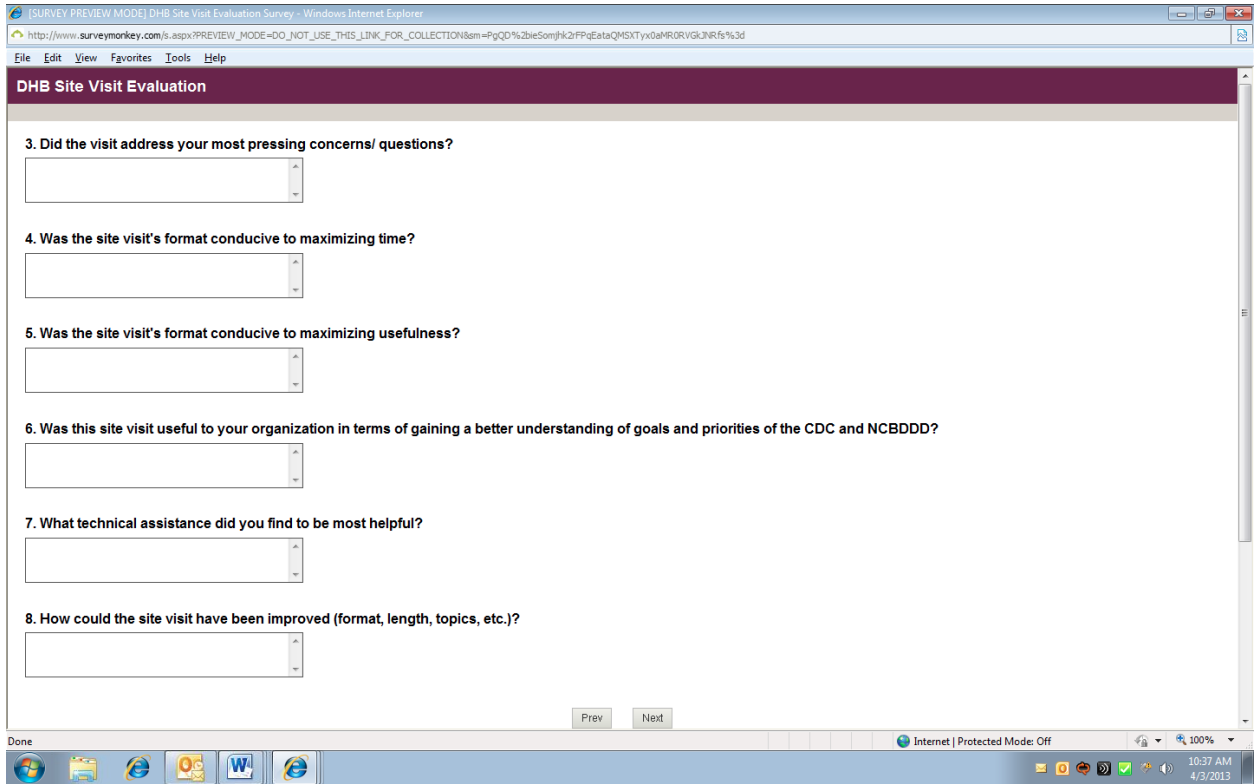 [SURVEY PREVIEW MODE] DHB Site Visit Evaluation Survey - Windows Internet Explorer
File Edit View Favorites Tools Help
DHB Site Visit Evaluation
3. Did the visit address your most pressing concerns/ questions?
4. Was the site visit's format conducive to maximizing time?
5. Was the site visit's format conducive to maximizing usefulness?
6. Was this site visit useful to your organization in terms of gaining a better understanding of goals and priorities of the CDC and NCBDDD?
7. What technical assistance did you find to be most helpful?
8. How could the site visit have been improved (format, length, topics, etc.)?
Prev Next
Done Internet | Protected Mode: Off 100%
10:37 AM
4/3/2013